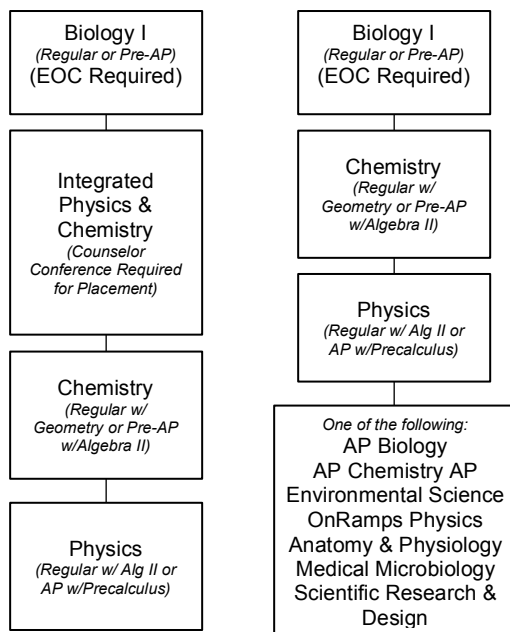 Biology I
(Regular or Pre-AP)
(EOC Required)
Integrated
Physics &
Chemistry
(Counselor
Conference Required
for Placement)
Chemistry
(Regular w/
Geometry or Pre-AP
w/Algebra II)
Physics
(Regular w/ Alg II or
AP w/Precalculus)
Biology I
(Regular or Pre-AP)
(EOC Required)
Chemistry
(Regular w/
Geometry or Pre-AP
w/Algebra II)
Physics
(Regular w/ Alg II or
AP w/Precalculus)
One of the following:
AP Biology
AP Chemistry AP
Environmental Science
OnRamps Physics
Anatomy & Physiology
Medical Microbiology
Scientific Research &
Design